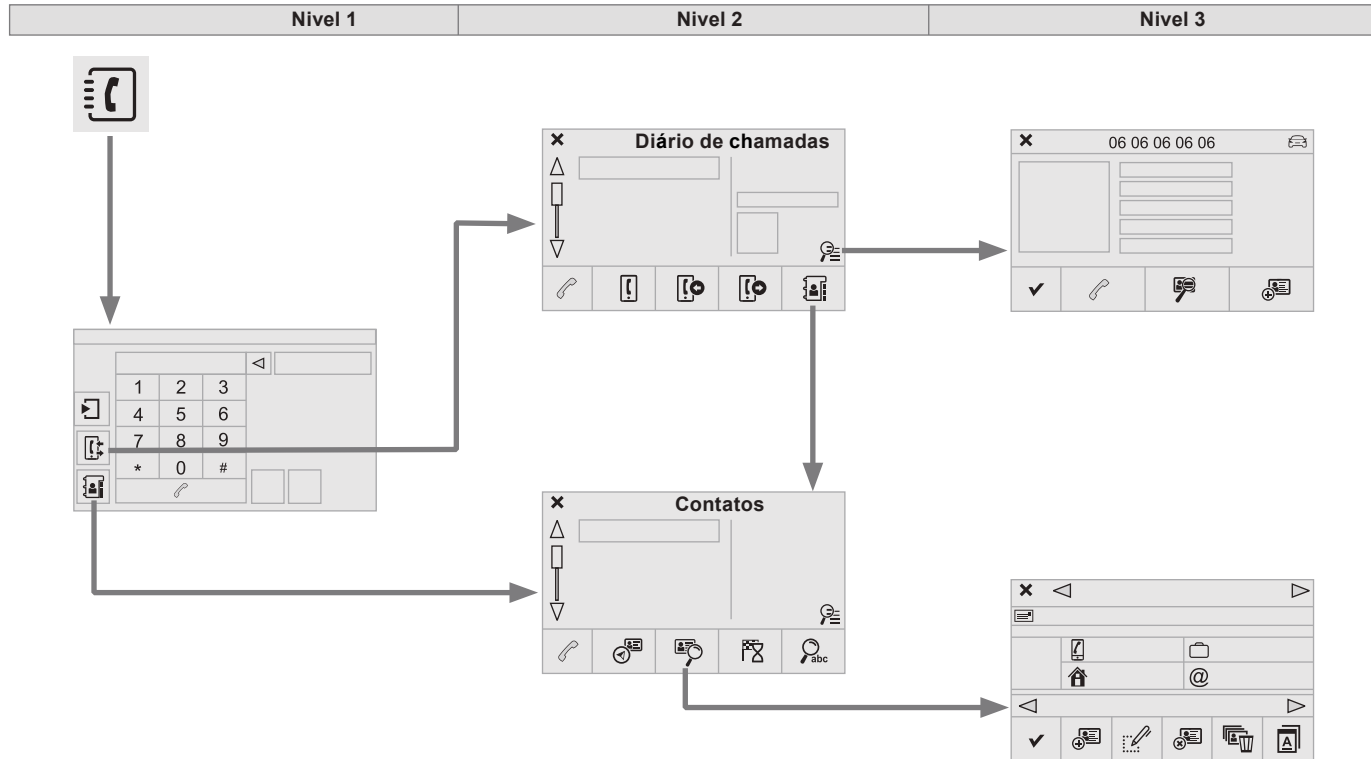 Nivel 1
Nivel 2
Nivel 3
Diário de chamadas
06 06 06 06 06
1 2 3
4 5 6
7 8 9
* 0 #
Contatos
abc
@
A